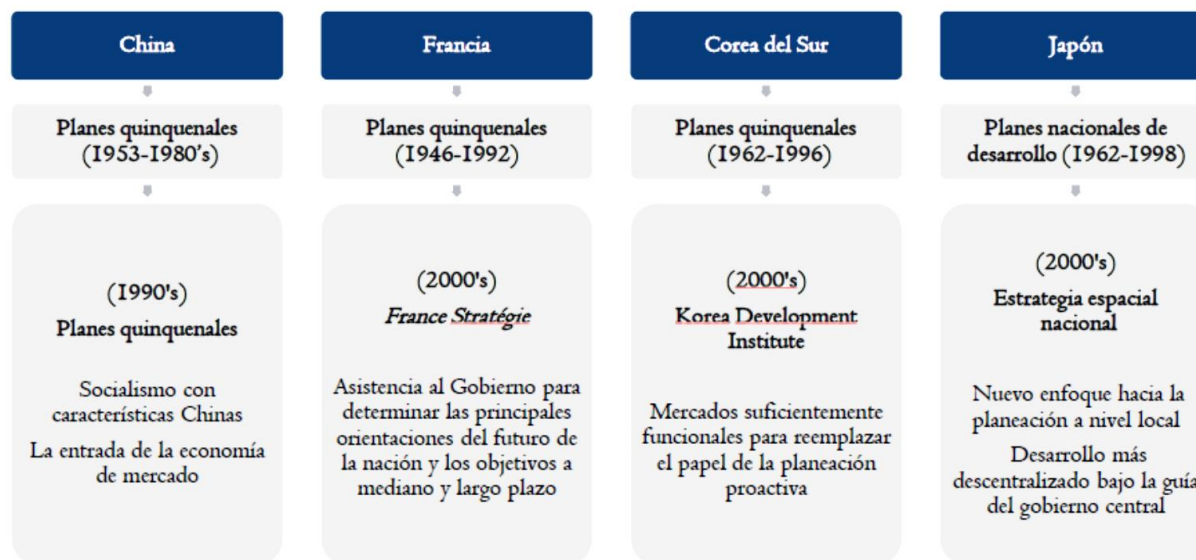 China
Planes quinquenales
(1953-1980's)
(1990's)
Planes quinquenales
Socialismo con
características Chinas
La entrada de la economía
de mercado
Francia
Planes quinquenales
(1946-1992)
(2000's)
France Stratégie
Asistencia al Gobierno para
determinar las principales
orientaciones del futuro de
la nación y los objetivos a
mediano y largo plazo
Corea del Sur
Planes quinquenales
(1962-1996)
(2000's)
Korea Development
Institute
Mercados suficientemente
funcionales para reemplazar
el papel de la planeación
proactiva
Japón
Planes nacionales de
desarrollo (1962-1998)
(2000's)
Estrategia espacial
nacional
Nuevo enfoque hacia la
planeación a nivel local
Desarrollo más
descentralizado bajo la guía
del gobierno central